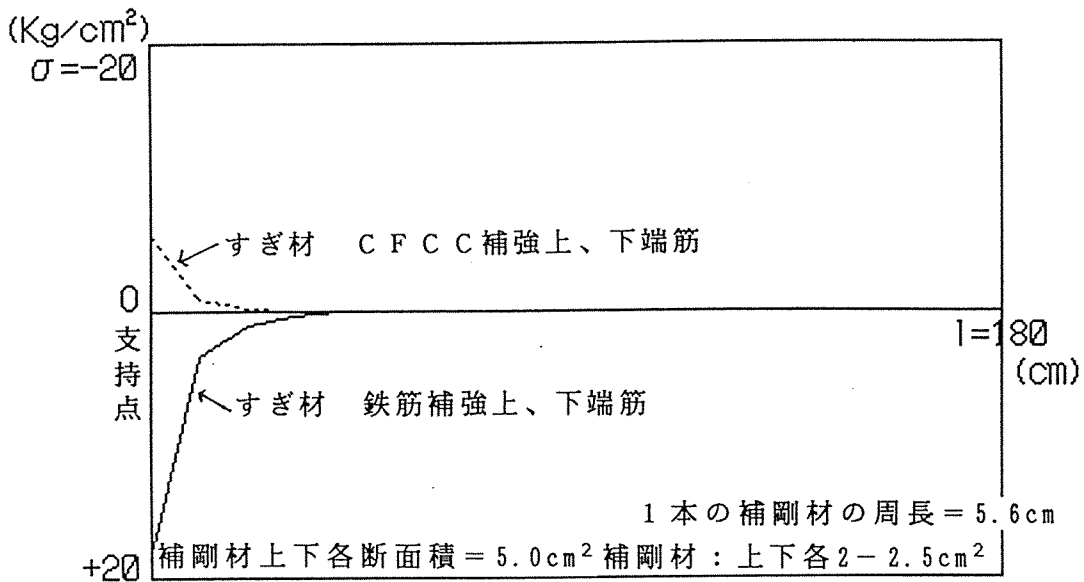 (Kg/cm²)
σ=-20
すぎ材 CFCC補強上、下端筋
0
支持点
l=180
(cm)
すぎ材 鉄筋補強上、下端筋
1本の補剛材の周長=5.6cm
+20
補剛材上下各断面積=5.0cm² 補剛材:上下各2-2.5cm²